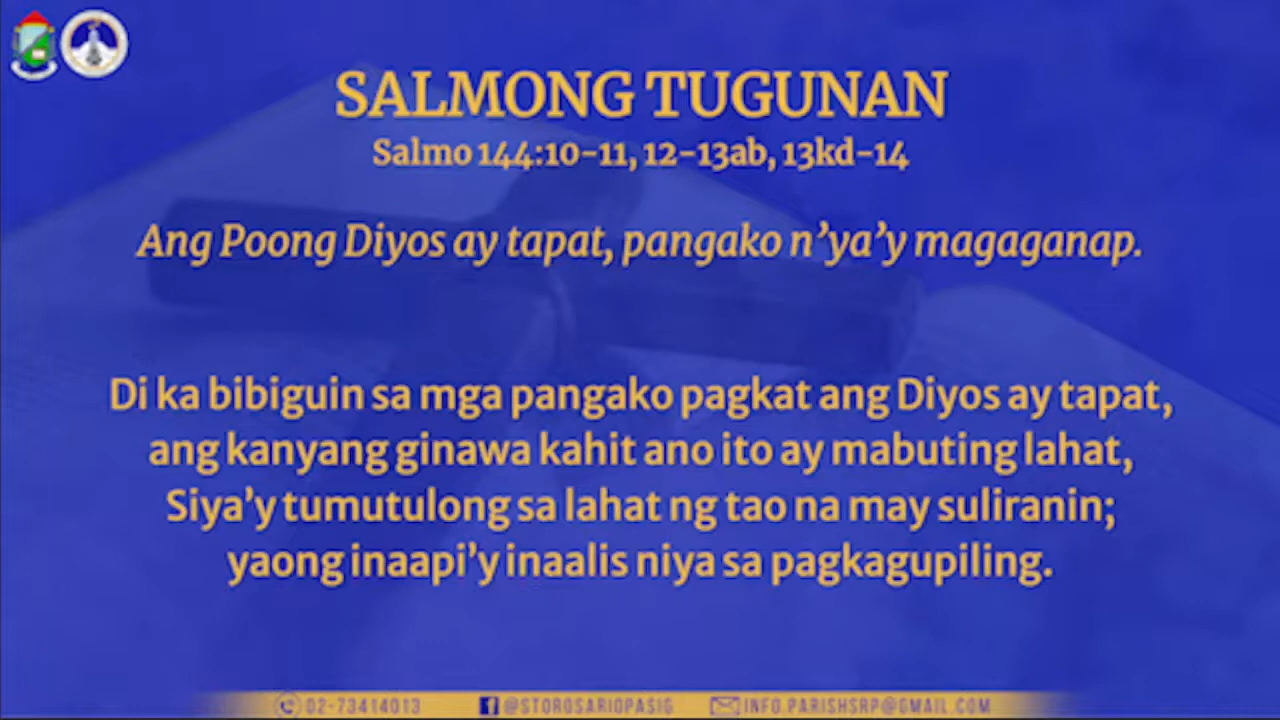 SALMONG TUGUNAN
Salmo 144:10-11, 12-13ab, 13kd-14
Ang Poong Diyos ay tapat, pangako n’ya’y magaganap.
Di ka bibiguin sa mga pangako pagkat ang Diyos ay tapat,
ang kanyang ginawa kahit ano ito ay mabuting lahat,
Siya’y tumutulong sa lahat ng tao na may suliranin;
yaong inaapi’y inaalis niya sa pagkagupiling.
02-73414013 @STOROSARIOPASIG INFO.PARISHSRP@GMAIL.COM